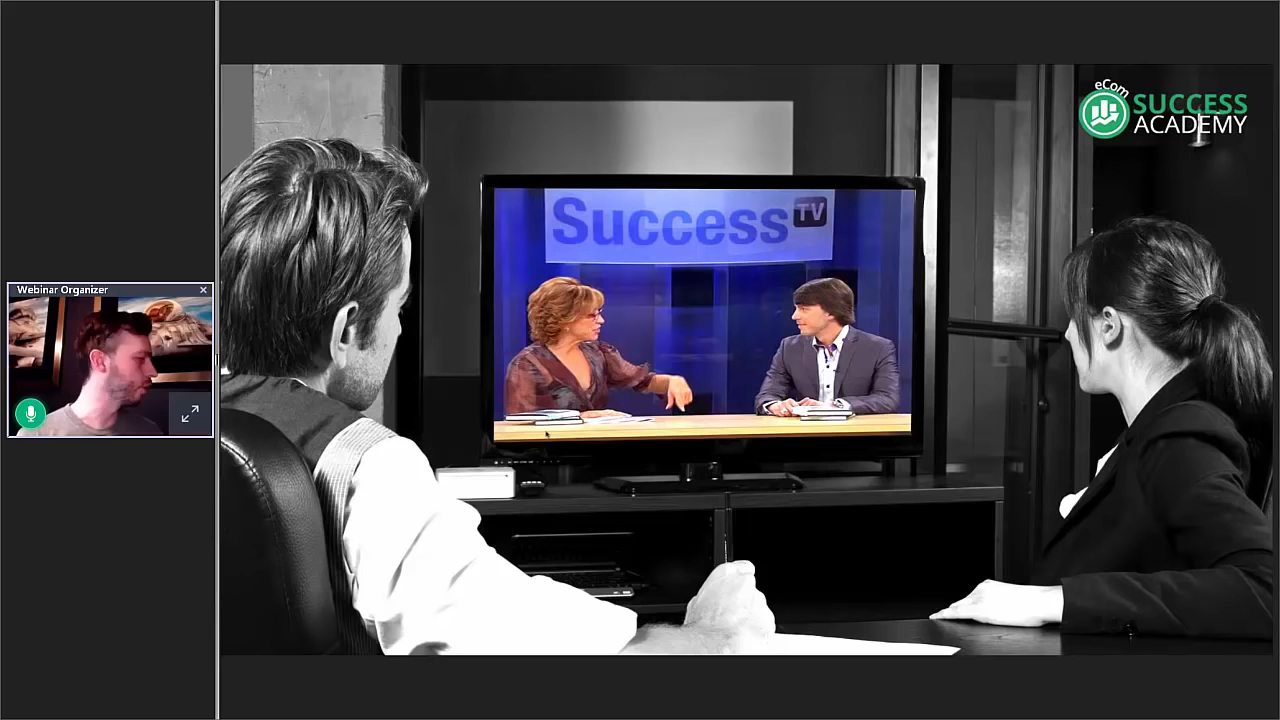 Webinar Organizer
eCom
SUCCESS
ACADEMY
Success TV